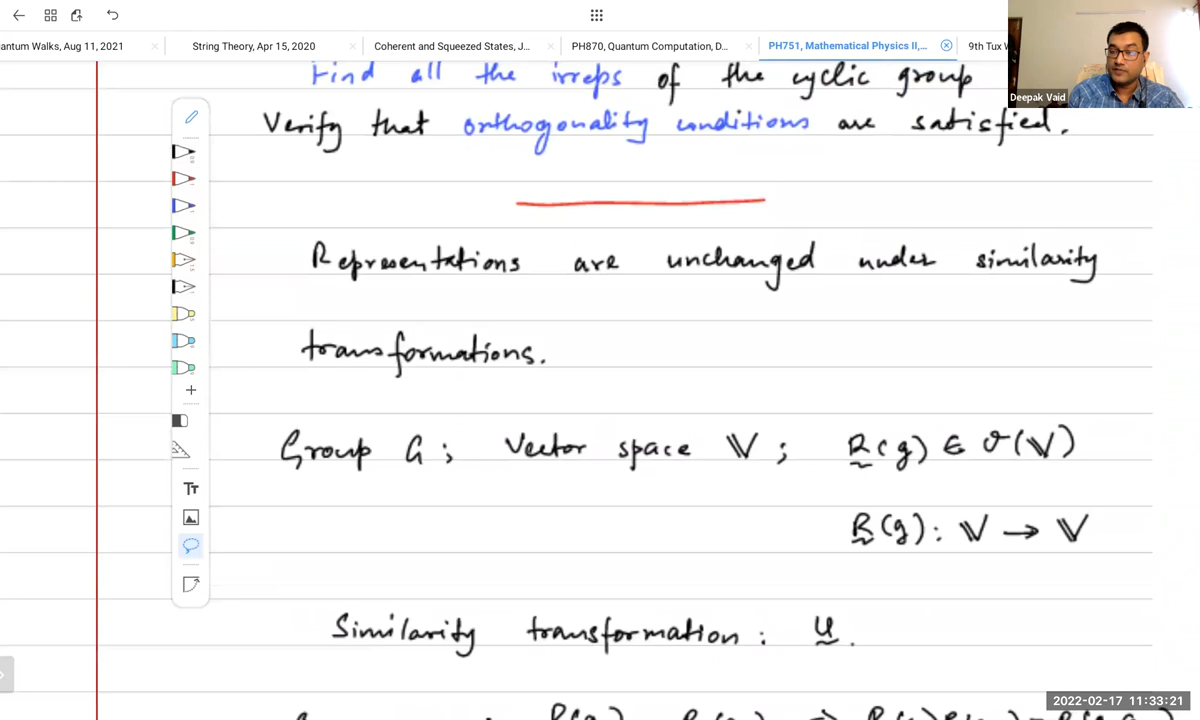 antum Walks, Aug 11, 2021
String Theory, Apr 15, 2020
Coherent and Squeezed States, J...
PH870, Quantum Computation, D...
PH751, Mathematical Physics II,...
9th Tux W
Deepak Vaid
Find all the irreps of the cyclic group
Verify that orthogonality conditions are satisfied.
Representations are unchanged under similarity
transformations.
Group G; Vector space 𝕍; R(g) ∈ O(𝕍)
R(g): 𝕍 → 𝕍
Tт
Similarity transformation: U.
2022-02-17 11:33:21